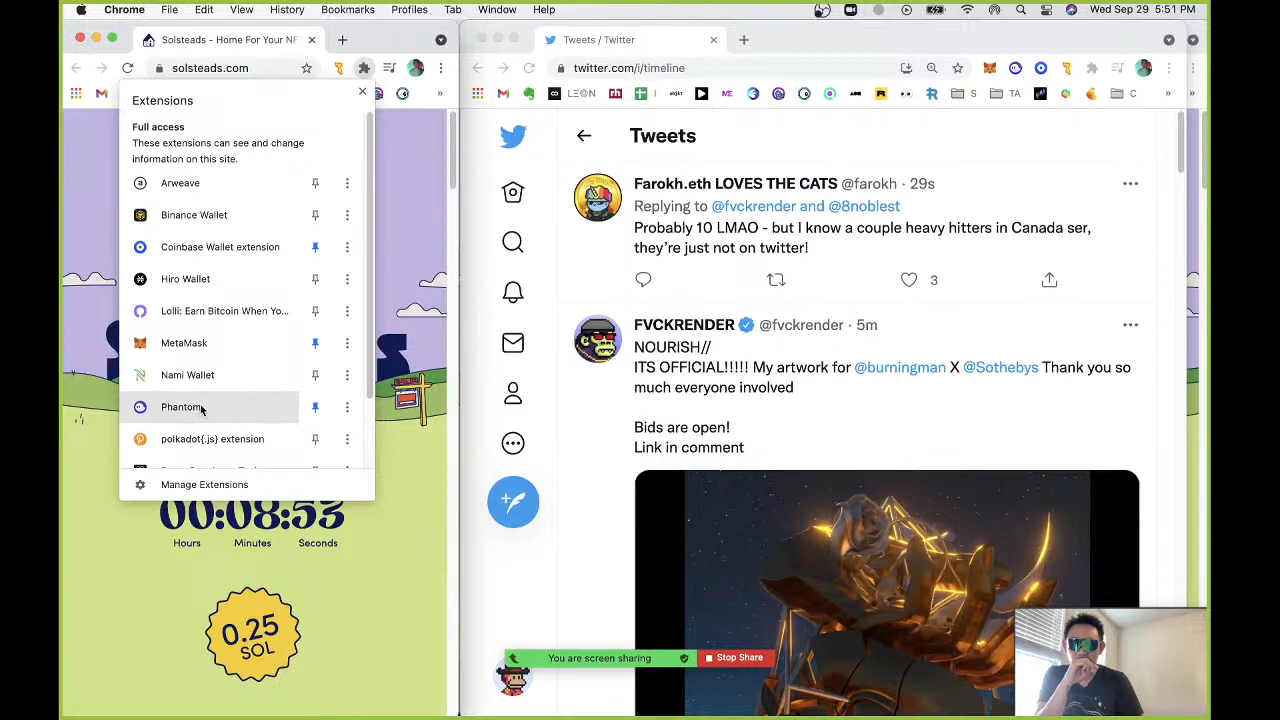 Chrome File Edit View History Bookmarks Profiles Tab Window Help
Wed Sep 29 5:51 PM
Solsteads - Home For Your NF
solsteads.com
Extensions
Full access
These extensions can see and change
information on this site.
Arweave
Binance Wallet
Coinbase Wallet extension
Hiro Wallet
Lolli: Earn Bitcoin When Yo...
MetaMask
Nami Wallet
Phantom
polkadot{.js} extension
Manage Extensions
00:08:53
Hours Minutes Seconds
0.25
SOL
Tweets / Twitter
twitter.com/i/timeline
LE@N
I
objkt
S
TA
C
Tweets
Farokh.eth LOVES THE CATS @farokh · 29s
Replying to @fvckrender and @8noblest
Probably 10 LMAO - but I know a couple heavy hitters in Canada ser,
they're just not on twitter!
3
FVCKRENDER @fvckrender · 5m
NOURISH//
ITS OFFICIAL!!!!! My artwork for @burningman X @Sothebys Thank you so
much everyone involved
Bids are open!
Link in comment
You are screen sharing
Stop Share